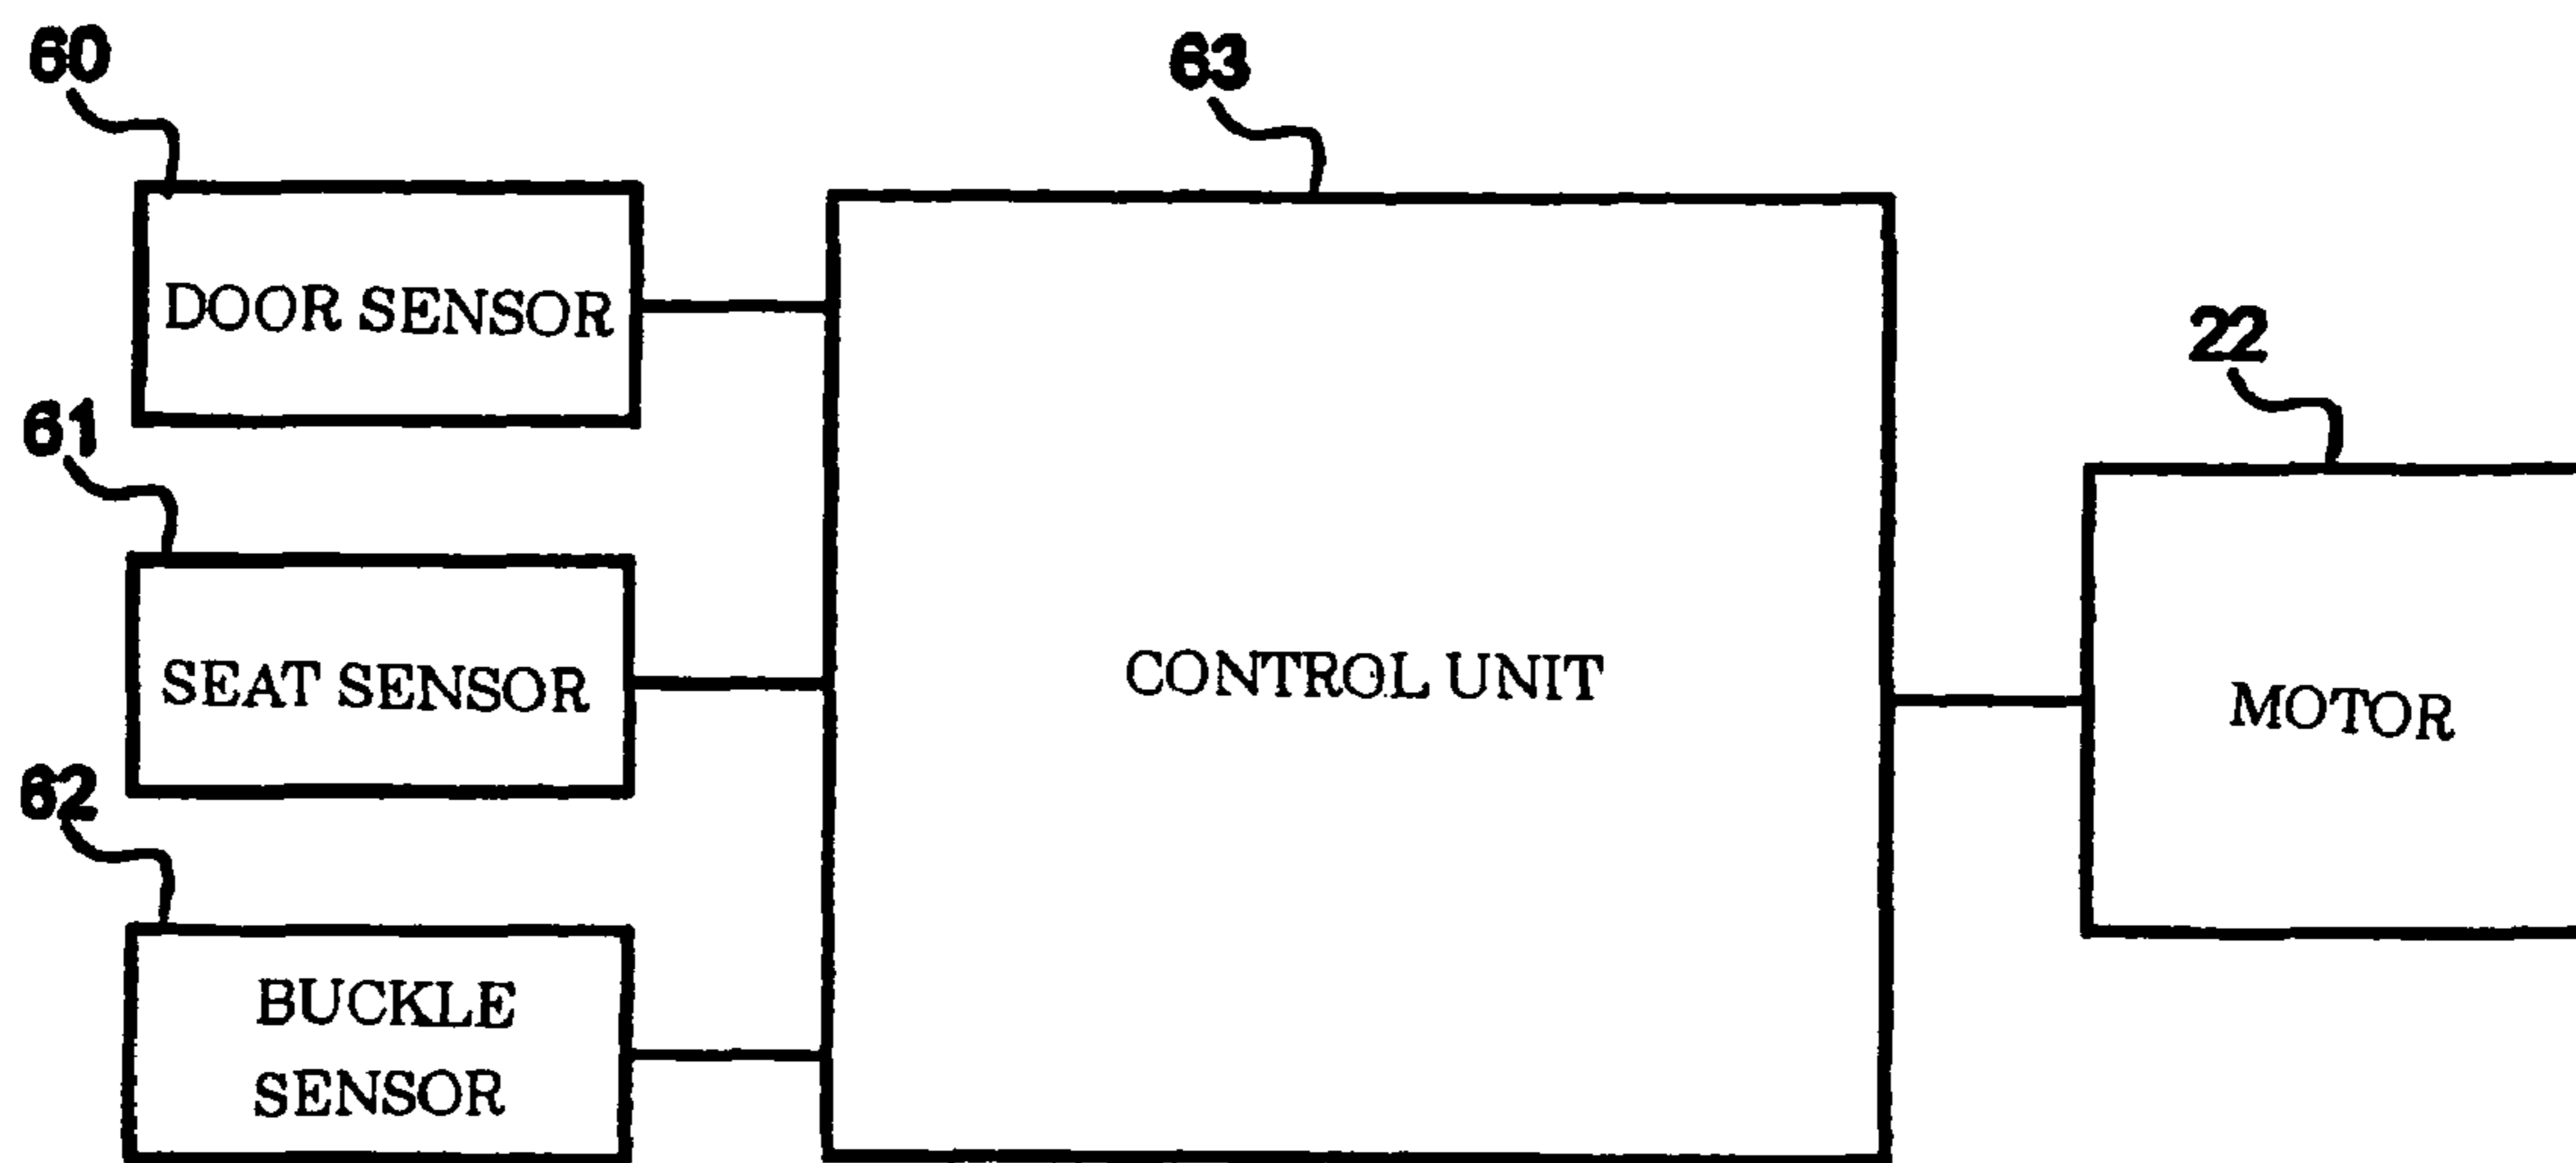 60
63
DOOR SENSOR
22
61
SEAT SENSOR
CONTROL UNIT
MOTOR
62
BUCKLE
SENSOR